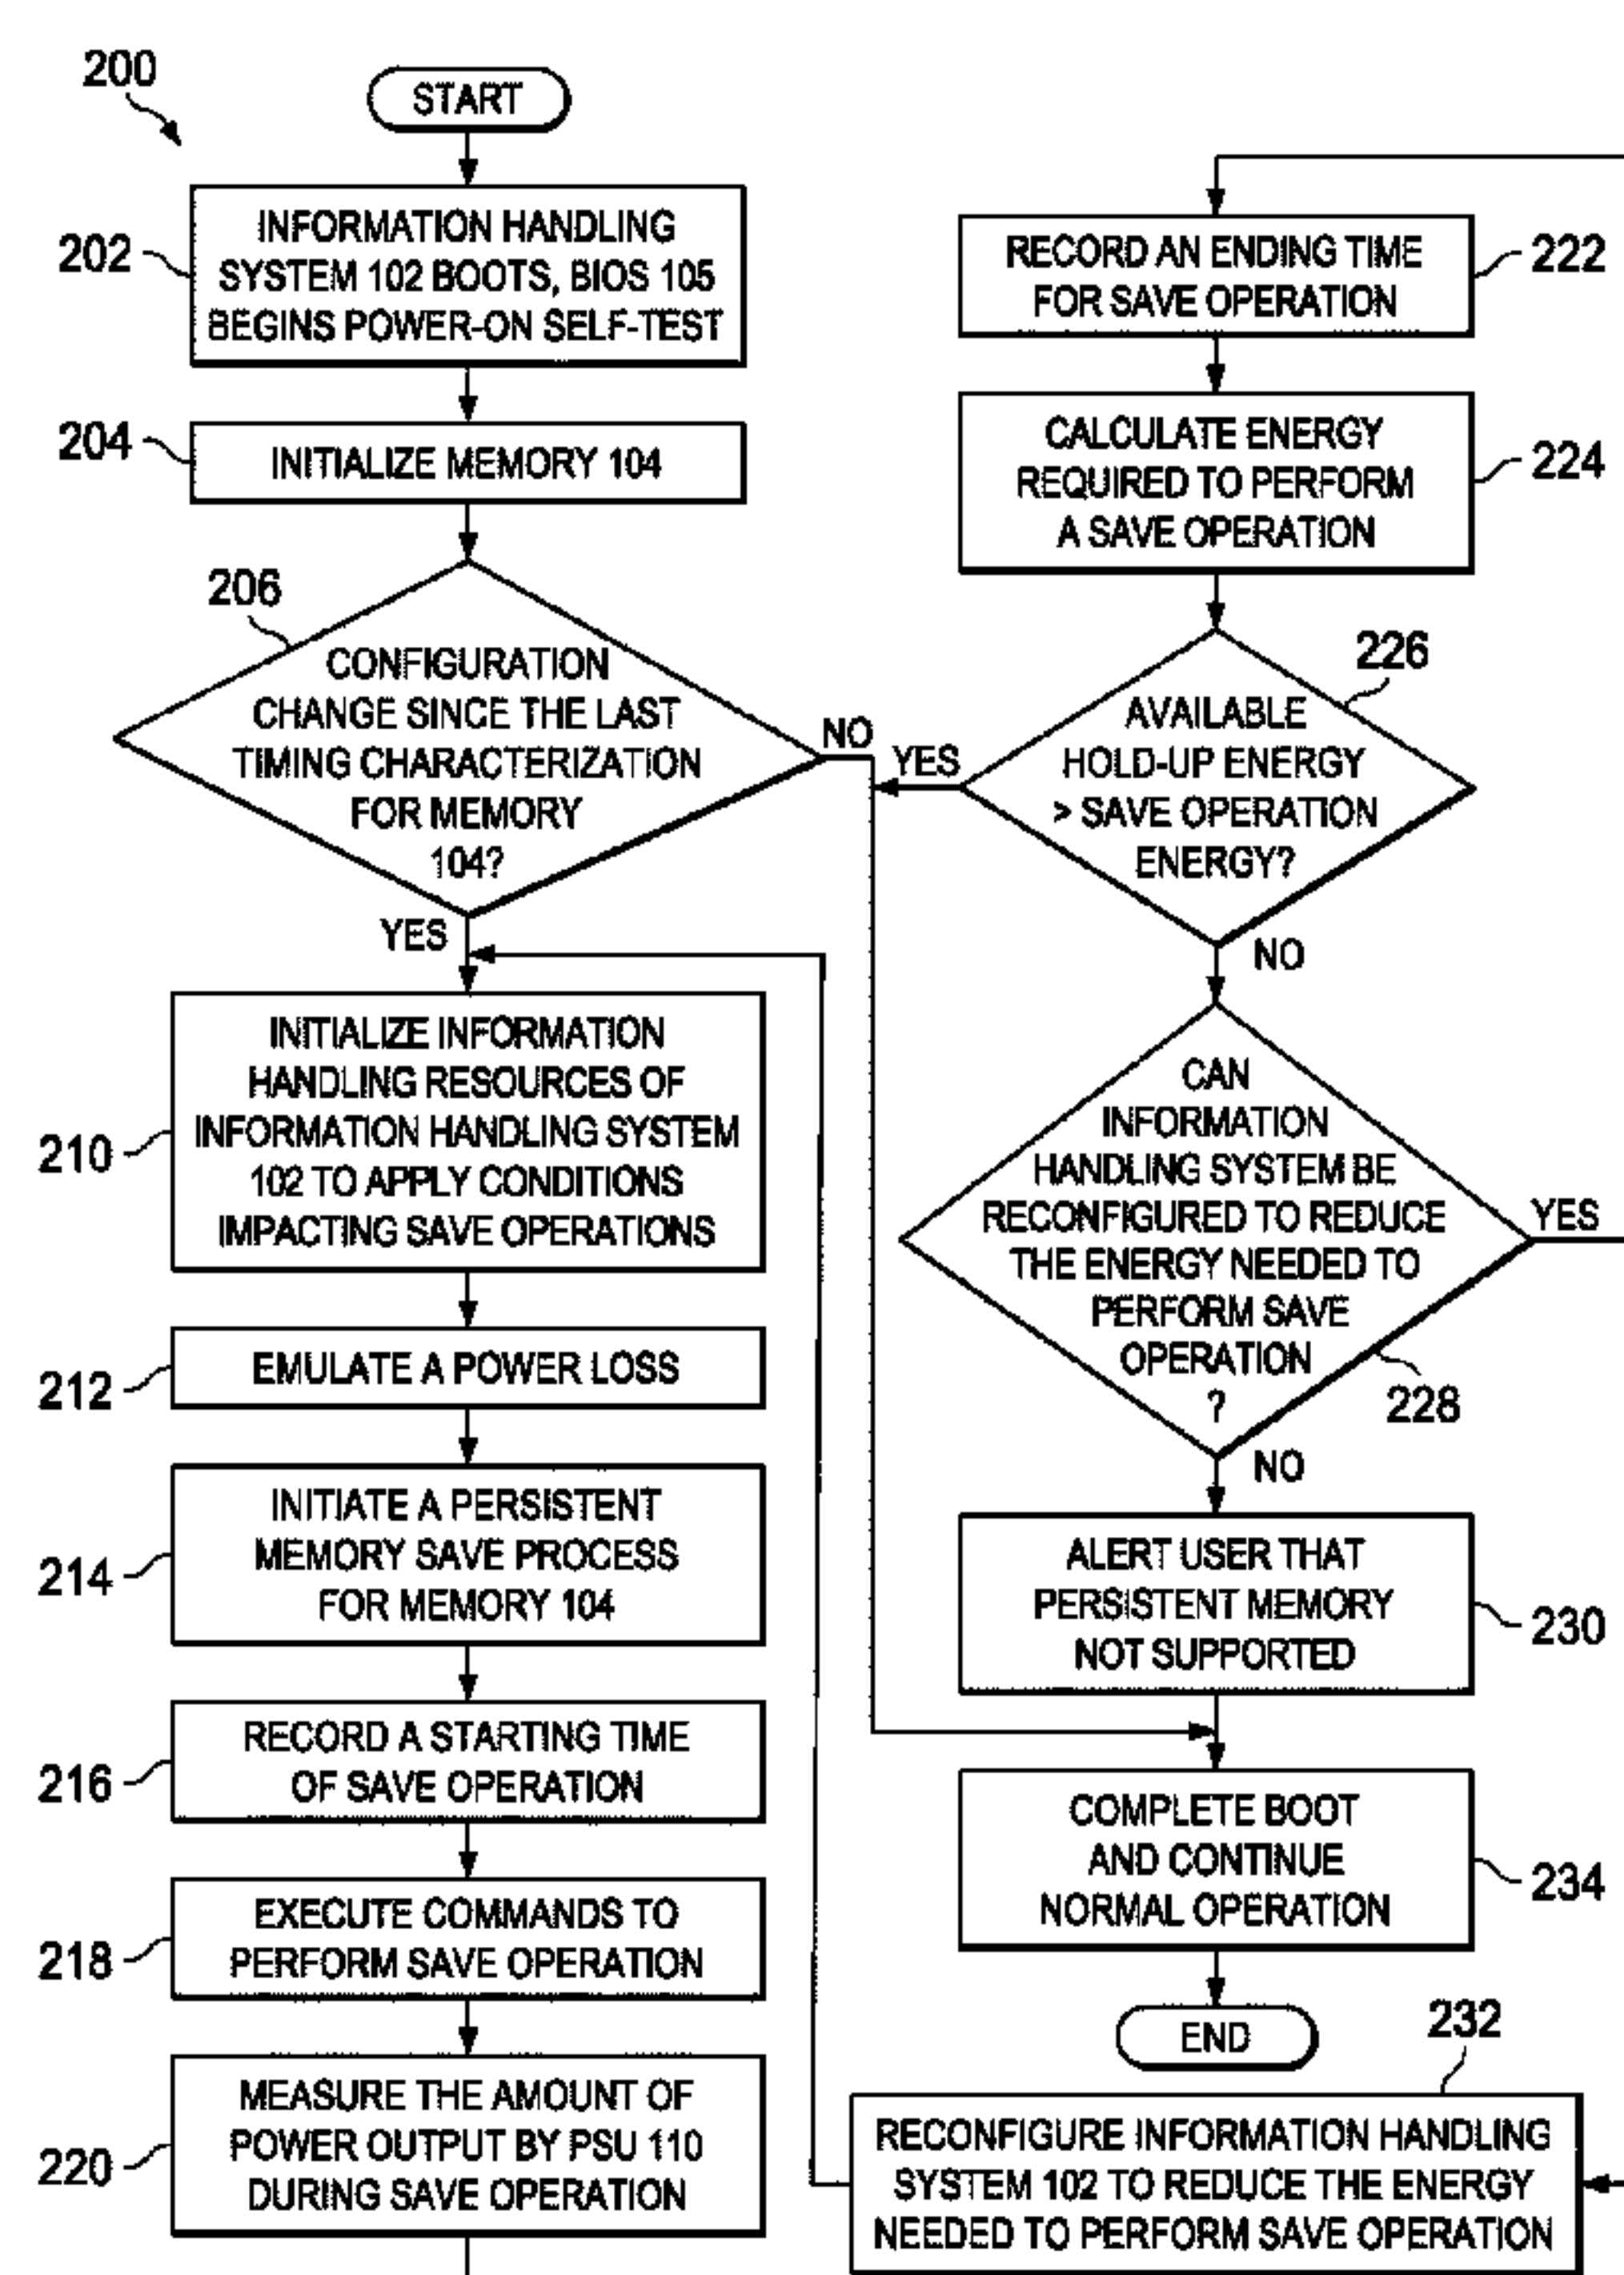 200
START
202
INFORMATION HANDLING
SYSTEM 102 BOOTS, BIOS 105
BEGINS POWER-ON SELF-TEST
204
INITIALIZE MEMORY 104
206
CONFIGURATION
CHANGE SINCE THE LAST
TIMING CHARACTERIZATION
FOR MEMORY
104?
NO
YES
210
INITIALIZE INFORMATION
HANDLING RESOURCES OF
INFORMATION HANDLING SYSTEM
102 TO APPLY CONDITIONS
IMPACTING SAVE OPERATIONS
212
EMULATE A POWER LOSS
214
INITIATE A PERSISTENT
MEMORY SAVE PROCESS
FOR MEMORY 104
216
RECORD A STARTING TIME
OF SAVE OPERATION
218
EXECUTE COMMANDS TO
PERFORM SAVE OPERATION
220
MEASURE THE AMOUNT OF
POWER OUTPUT BY PSU 110
DURING SAVE OPERATION
RECORD AN ENDING TIME
FOR SAVE OPERATION
222
CALCULATE ENERGY
REQUIRED TO PERFORM
A SAVE OPERATION
224
226
AVAILABLE
HOLD-UP ENERGY
> SAVE OPERATION
ENERGY?
YES
NO
CAN
INFORMATION
HANDLING SYSTEM BE
RECONFIGURED TO REDUCE
THE ENERGY NEEDED TO
PERFORM SAVE
OPERATION
?
YES
228
NO
ALERT USER THAT
PERSISTENT MEMORY
NOT SUPPORTED
230
COMPLETE BOOT
AND CONTINUE
NORMAL OPERATION
234
END
232
RECONFIGURE INFORMATION HANDLING
SYSTEM 102 TO REDUCE THE ENERGY
NEEDED TO PERFORM SAVE OPERATION